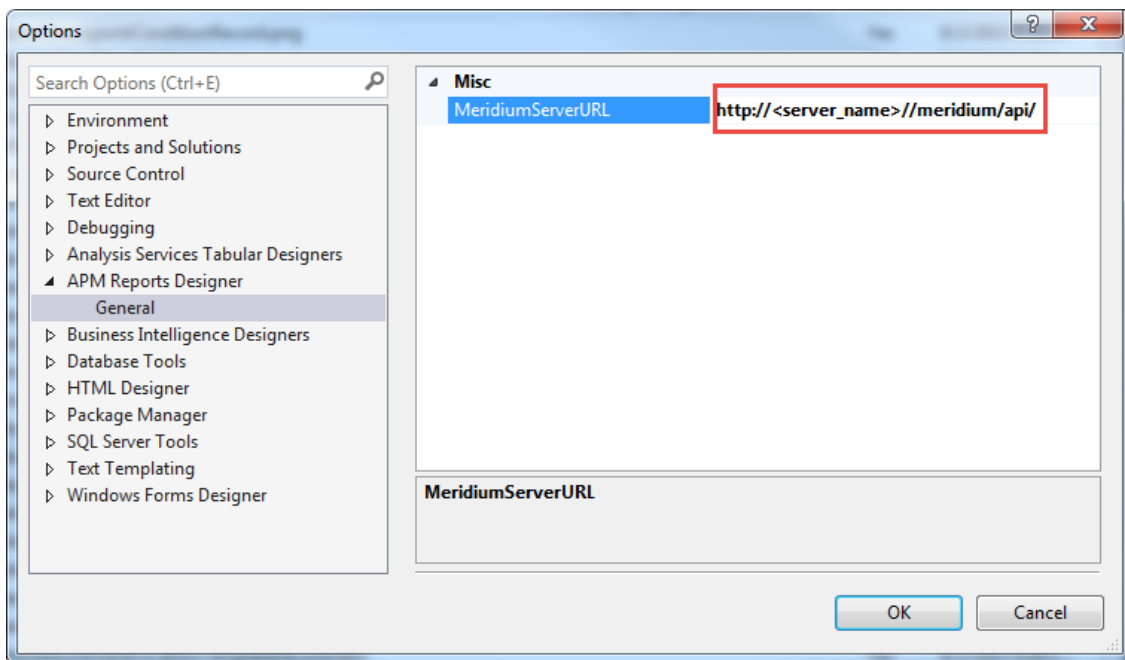 Options
Search Options (Ctrl+E)
Environment
Projects and Solutions
Source Control
Text Editor
Debugging
Analysis Services Tabular Designers
APM Reports Designer
General
Business Intelligence Designers
Database Tools
HTML Designer
Package Manager
SQL Server Tools
Text Templating
Windows Forms Designer
Misc
MeridiumServerURL http://<server_name>//meridium/api/
MeridiumServerURL
OK Cancel